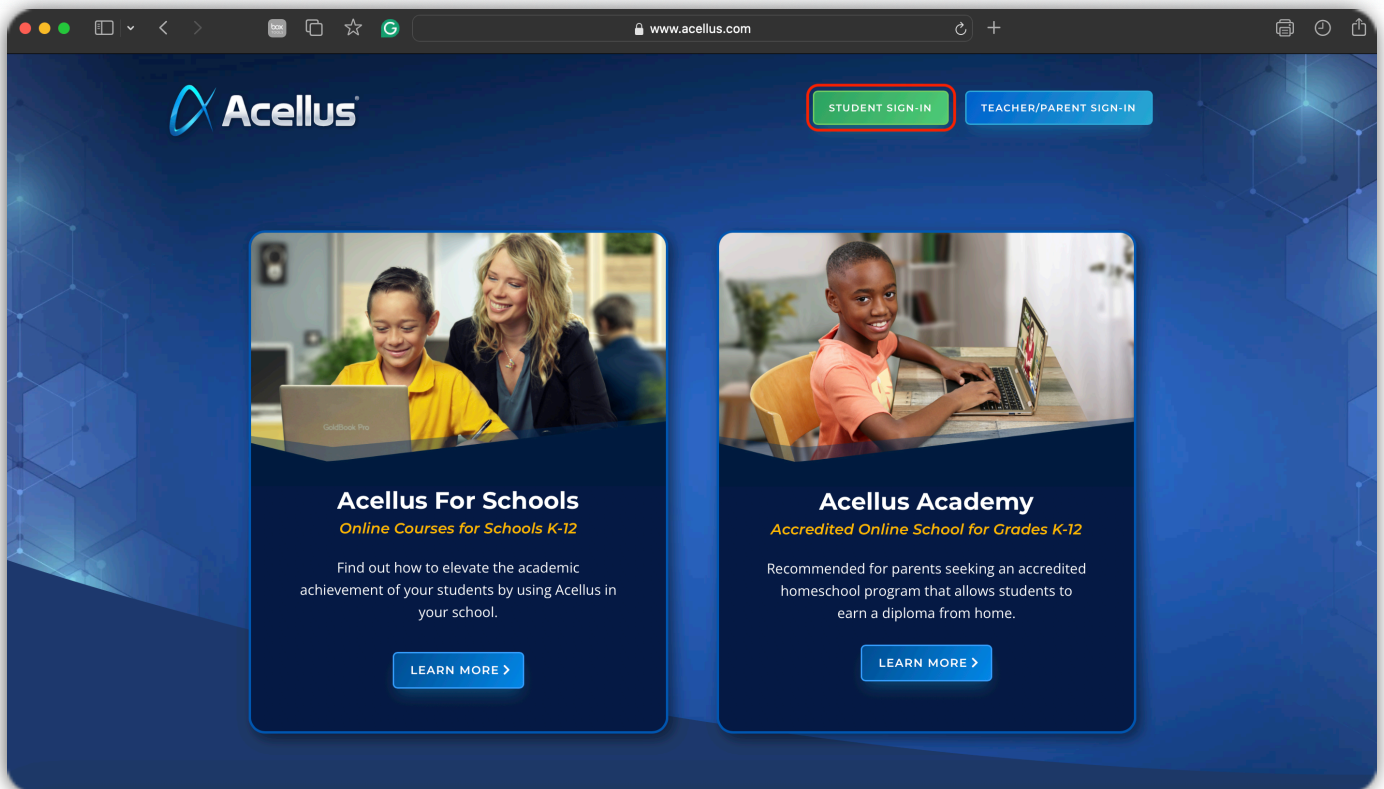 box
G
www.acellus.com
Acellus®
STUDENT SIGN-IN
TEACHER/PARENT SIGN-IN
GoldBook Pro
Acellus For Schools
Online Courses for Schools K-12
Find out how to elevate the academic
achievement of your students by using Acellus in
your school.
LEARN MORE >
Acellus Academy
Accredited Online School for Grades K-12
Recommended for parents seeking an accredited
homeschool program that allows students to
earn a diploma from home.
LEARN MORE >